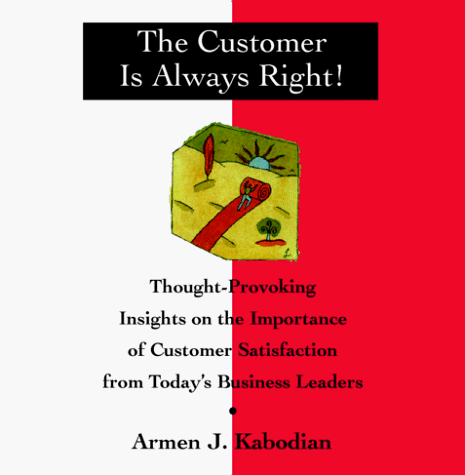 The Customer
Is Always Right!
Thought-Provoking
Insights on the Importance
of Customer Satisfaction
from Today's Business Leaders
•
Armen J. Kabodian